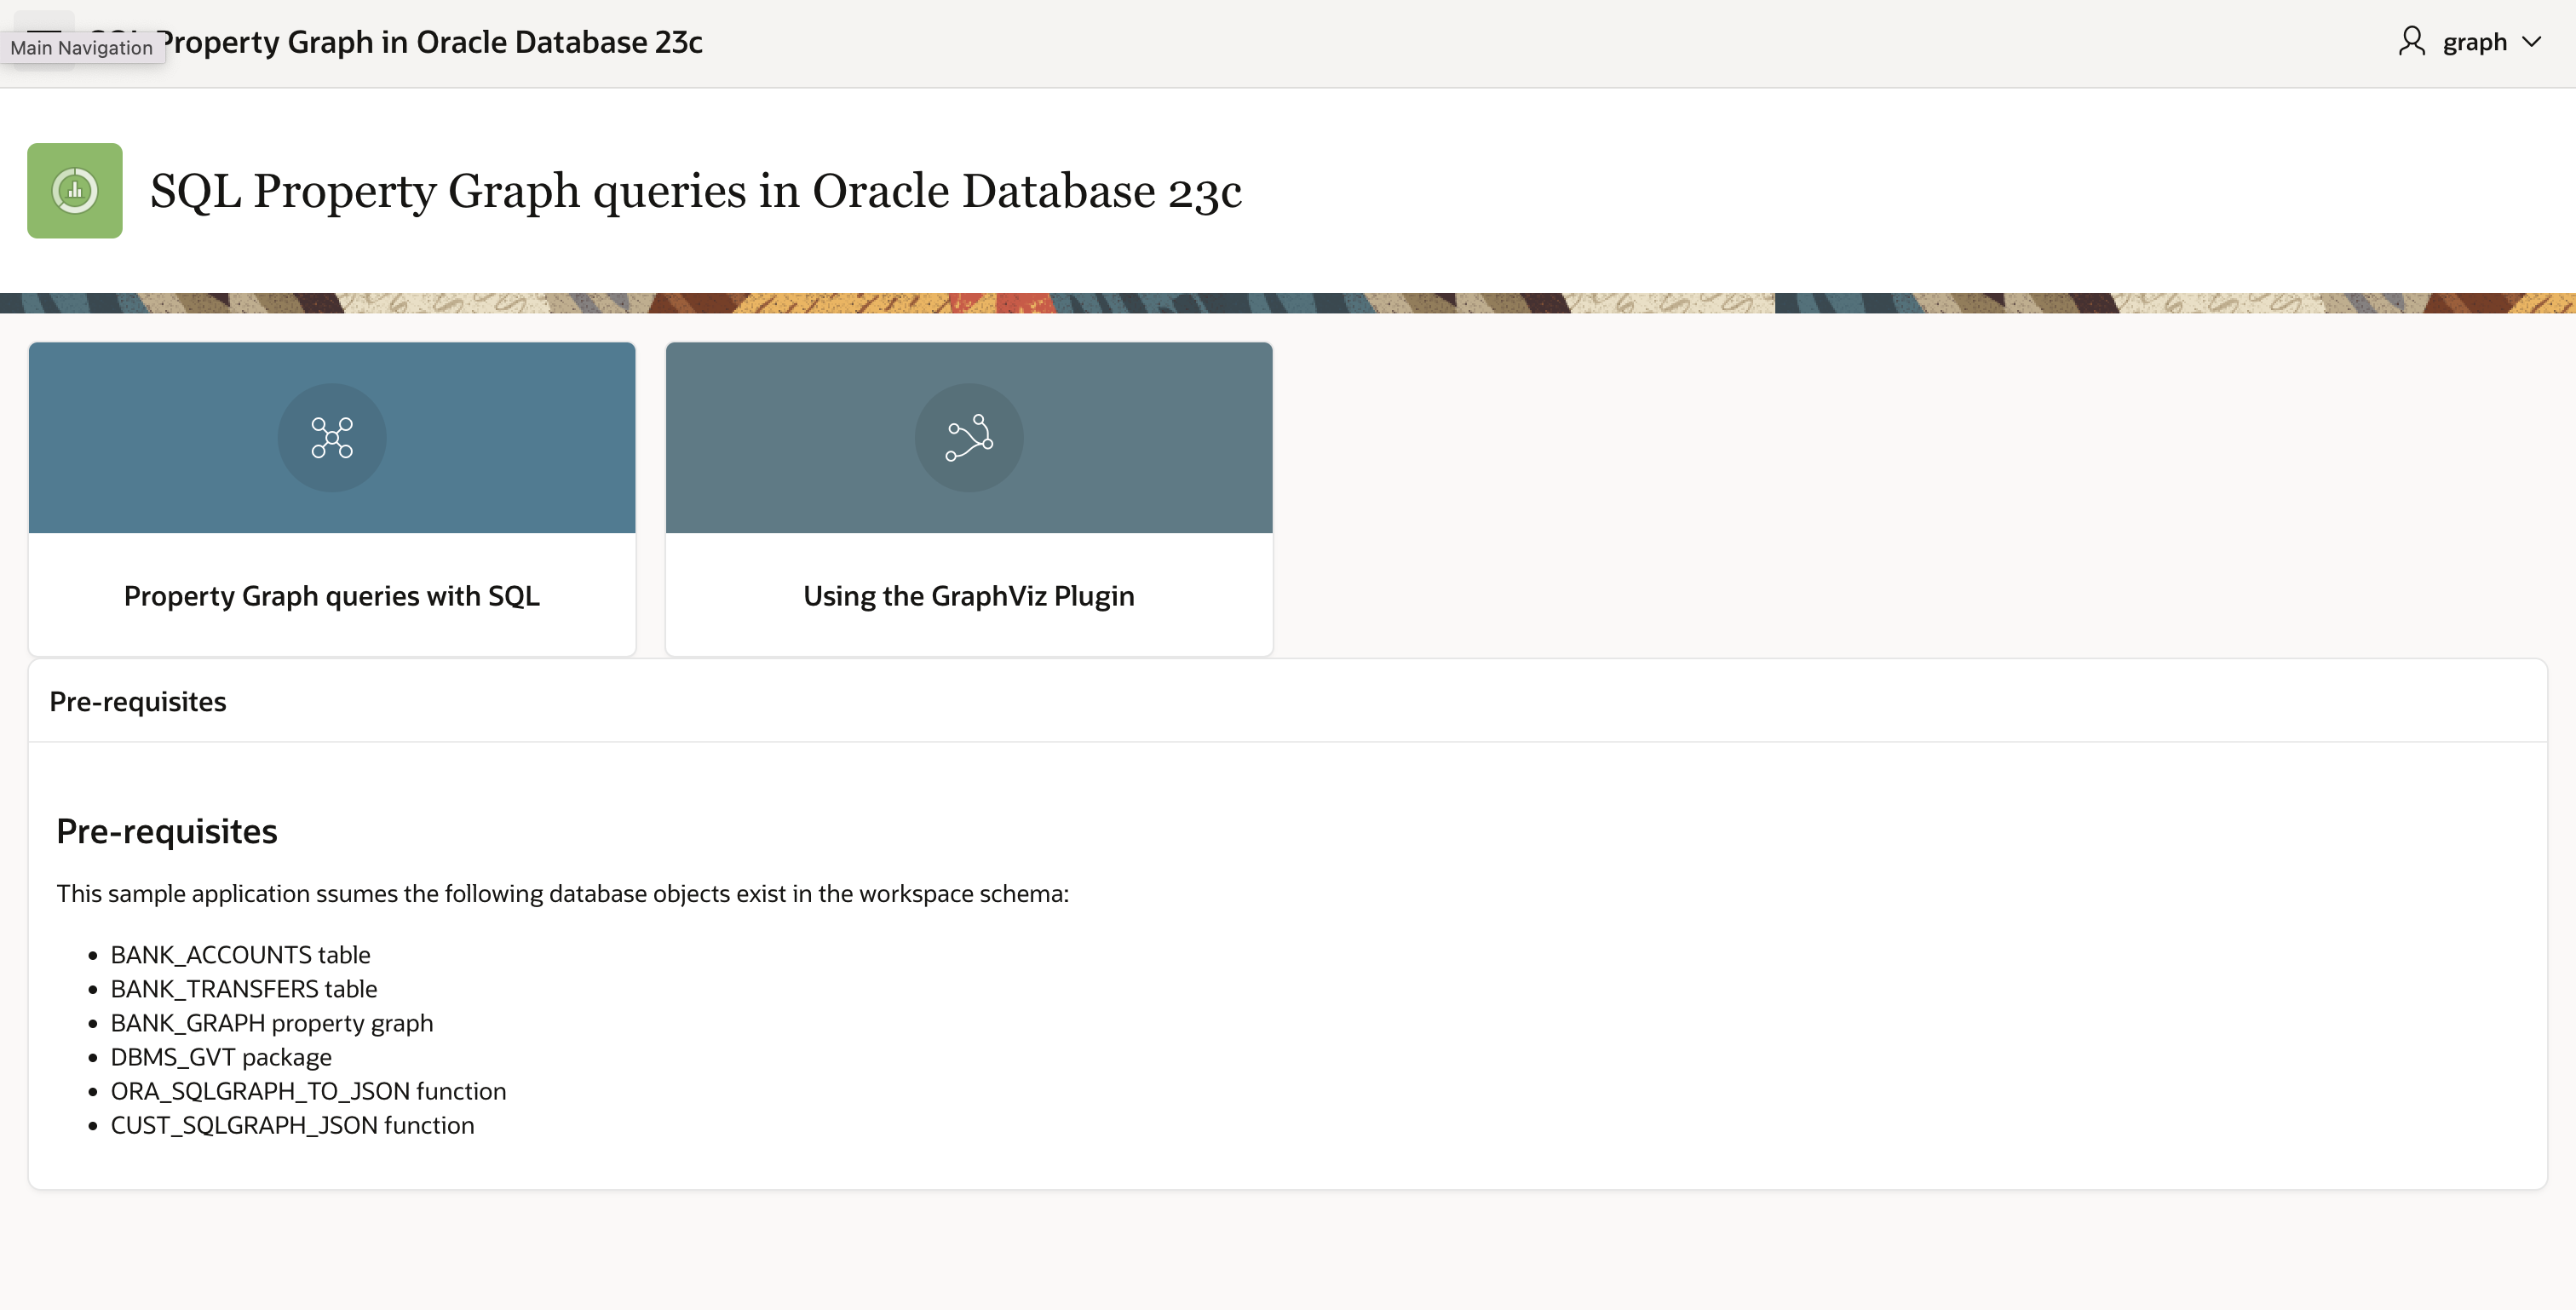 Main Navigation
Property Graph in Oracle Database 23c
graph
SQL Property Graph queries in Oracle Database 23c
Property Graph queries with SQL
Using the GraphViz Plugin
Pre-requisites
Pre-requisites
This sample application ssumes the following database objects exist in the workspace schema:
BANK_ACCOUNTS table
BANK_TRANSFERS table
BANK_GRAPH property graph
DBMS_GVT package
ORA_SQLGRAPH_TO_JSON function
CUST_SQLGRAPH_JSON function